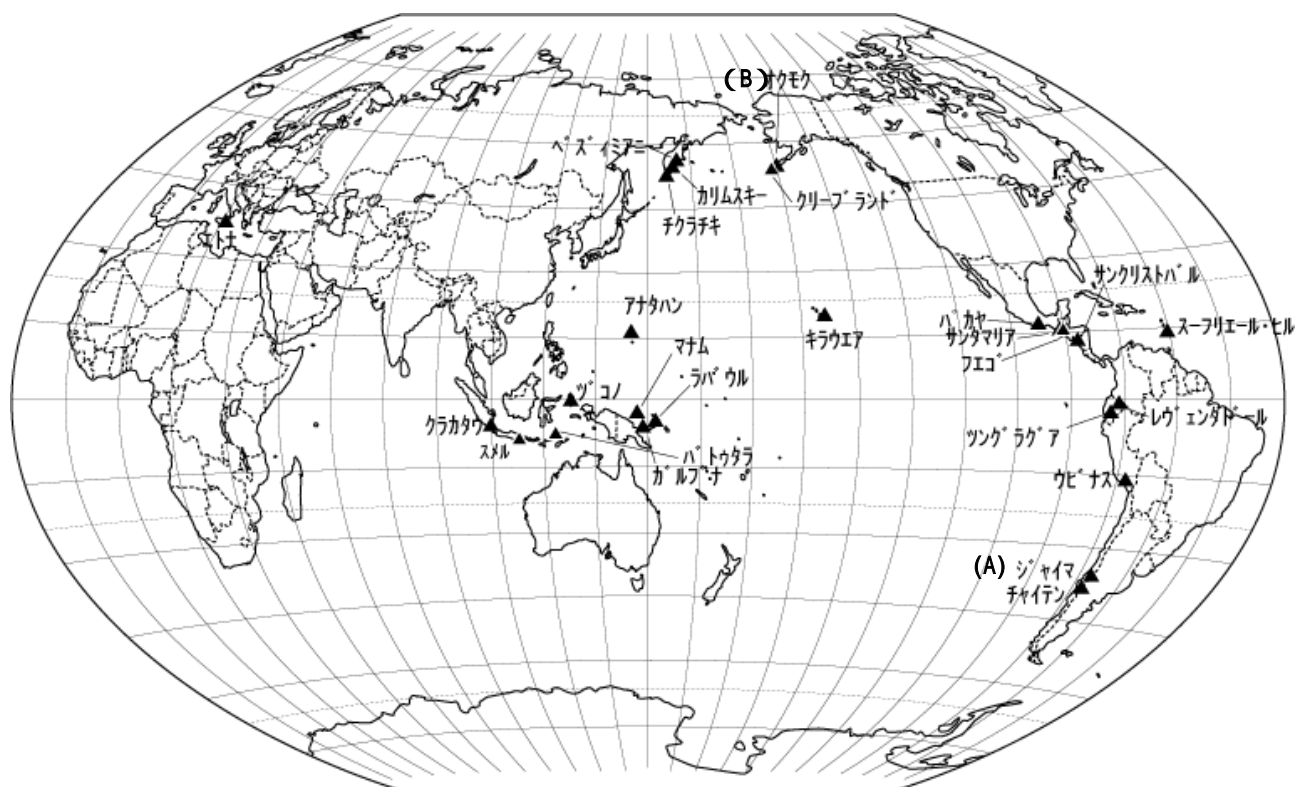 (B) オクモク
ベズィミアニ
カリムスキー
クリーブランド
チクラチキ
トナ
サンクリストバル
アナタハン
パカヤ
スーフリエール・ヒル
キラウエア
サンタマリア
マナム
フエゴ
・ラバウル
ヅコノ
クラカタウ
レヴェンタドール
ツングラグア
スメル
バトゥタラ
ガルブナ
ウビナス
(A) ジャイマ
チャイテン